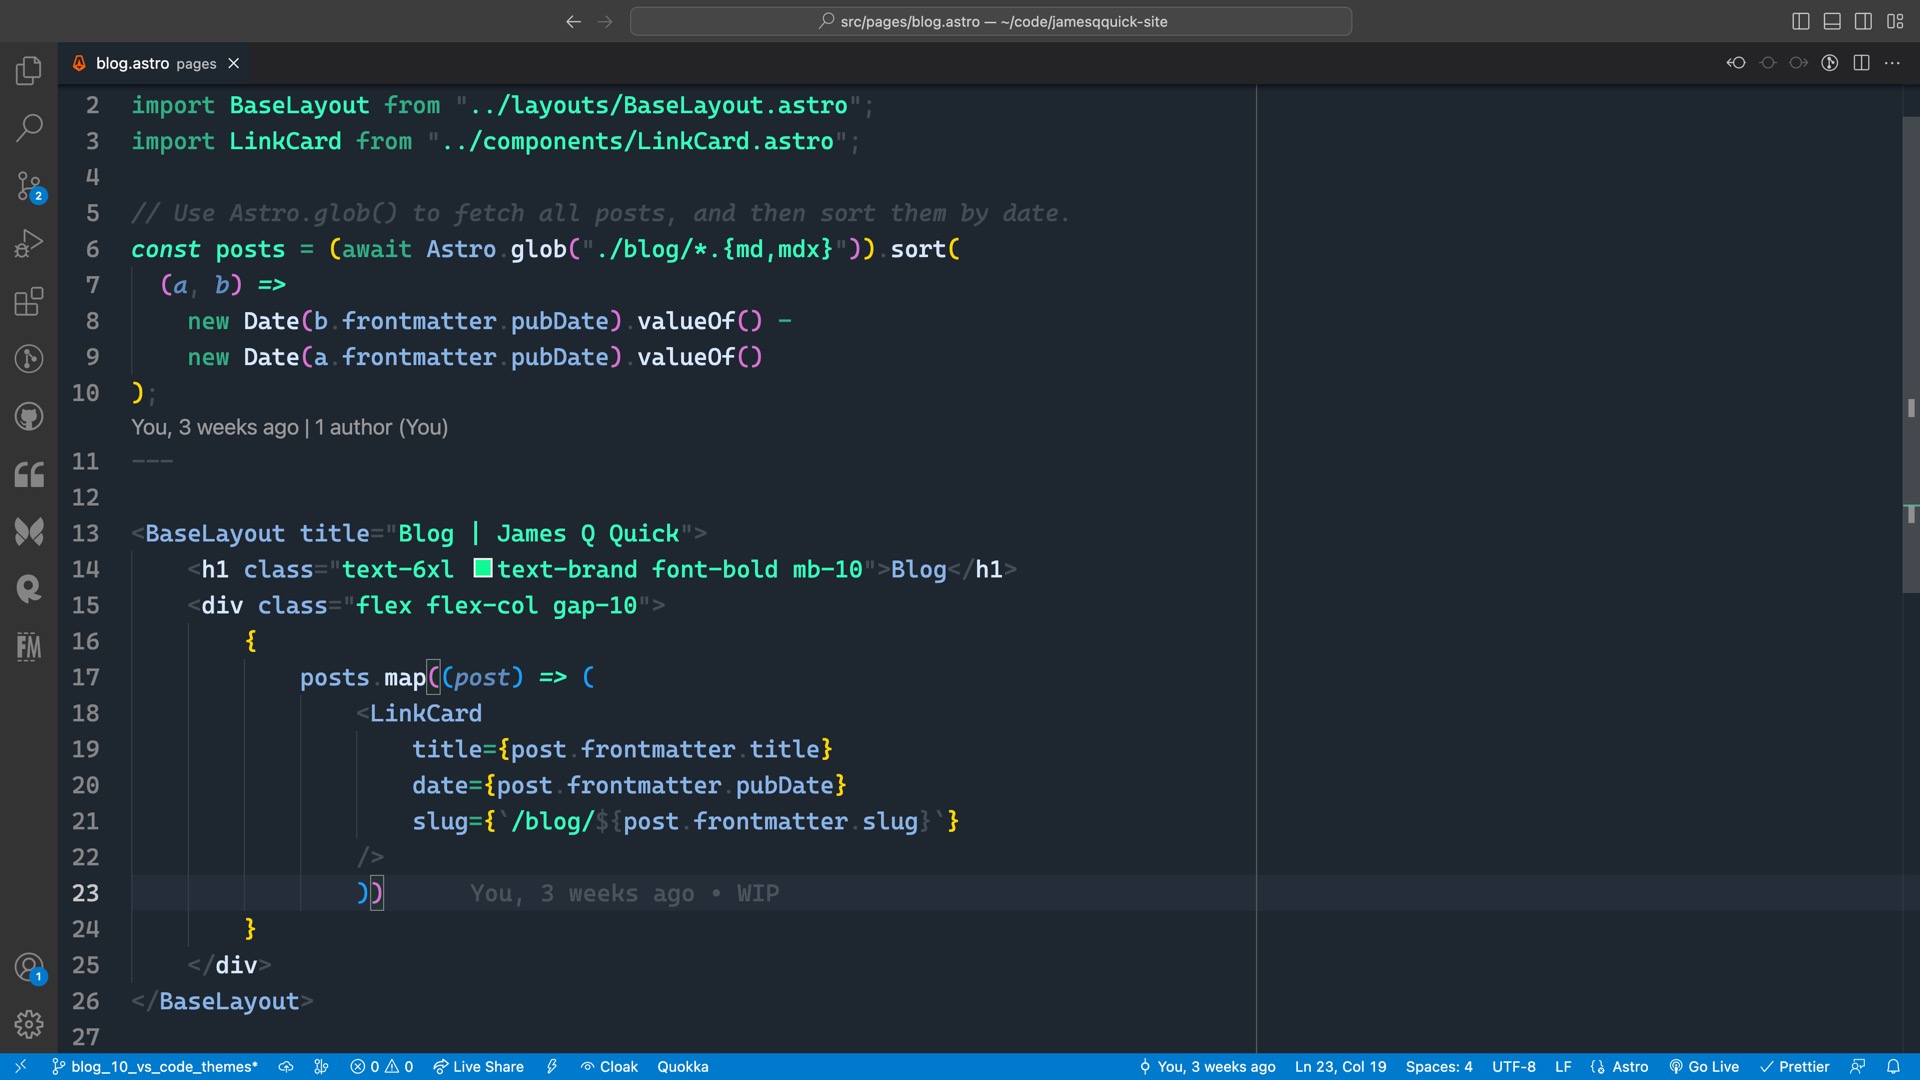 src/pages/blog.astro — ~/code/jamesqquick-site
blog.astro pages
2 import BaseLayout from "../layouts/BaseLayout.astro";
3 import LinkCard from "../components/LinkCard.astro";
4
5 // Use Astro.glob() to fetch all posts, and then sort them by date.
6 const posts = (await Astro.glob("./blog/*.{md,mdx}")).sort(
7 (a, b) =>
8 new Date(b.frontmatter.pubDate).valueOf() -
9 new Date(a.frontmatter.pubDate).valueOf()
10 );
You, 3 weeks ago | 1 author (You)
11 ---
12
13 <BaseLayout title="Blog | James Q Quick">
14 <h1 class="text-6xl text-brand font-bold mb-10">Blog</h1>
15 <div class="flex flex-col gap-10">
16 {
17 posts.map((post) => (
18 <LinkCard
19 title={post.frontmatter.title}
20 date={post.frontmatter.pubDate}
21 slug={`/blog/${post.frontmatter.slug}`}
22 />
23 )) You, 3 weeks ago • WIP
24 }
25 </div>
26 </BaseLayout>
27
2
FM
1
blog_10_vs_code_themes* 0 0 Live Share Cloak Quokka You, 3 weeks ago Ln 23, Col 19 Spaces: 4 UTF-8 LF {} Astro Go Live Prettier